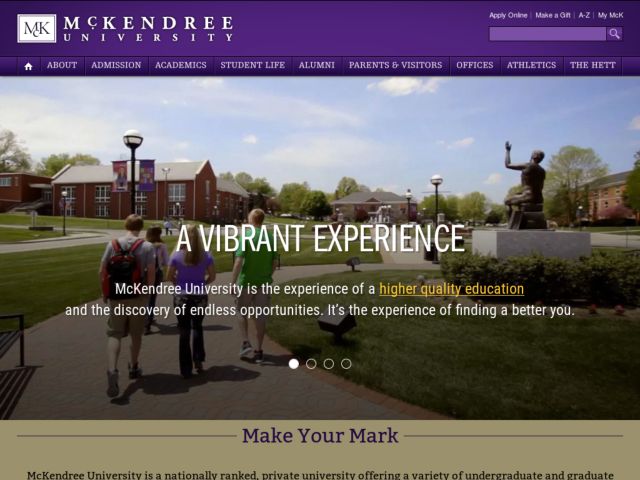 McK
McKENDREE
UNIVERSITY
Apply Online | Make a Gift | A-Z | My McK
ABOUT ADMISSION ACADEMICS STUDENT LIFE ALUMNI PARENTS & VISITORS OFFICES ATHLETICS THE HETT
A VIBRANT EXPERIENCE
McKendree University is the experience of a higher quality education
and the discovery of endless opportunities. It's the experience of finding a better you.
Make Your Mark
McKendree University is a nationally ranked, private university offering a variety of undergraduate and graduate